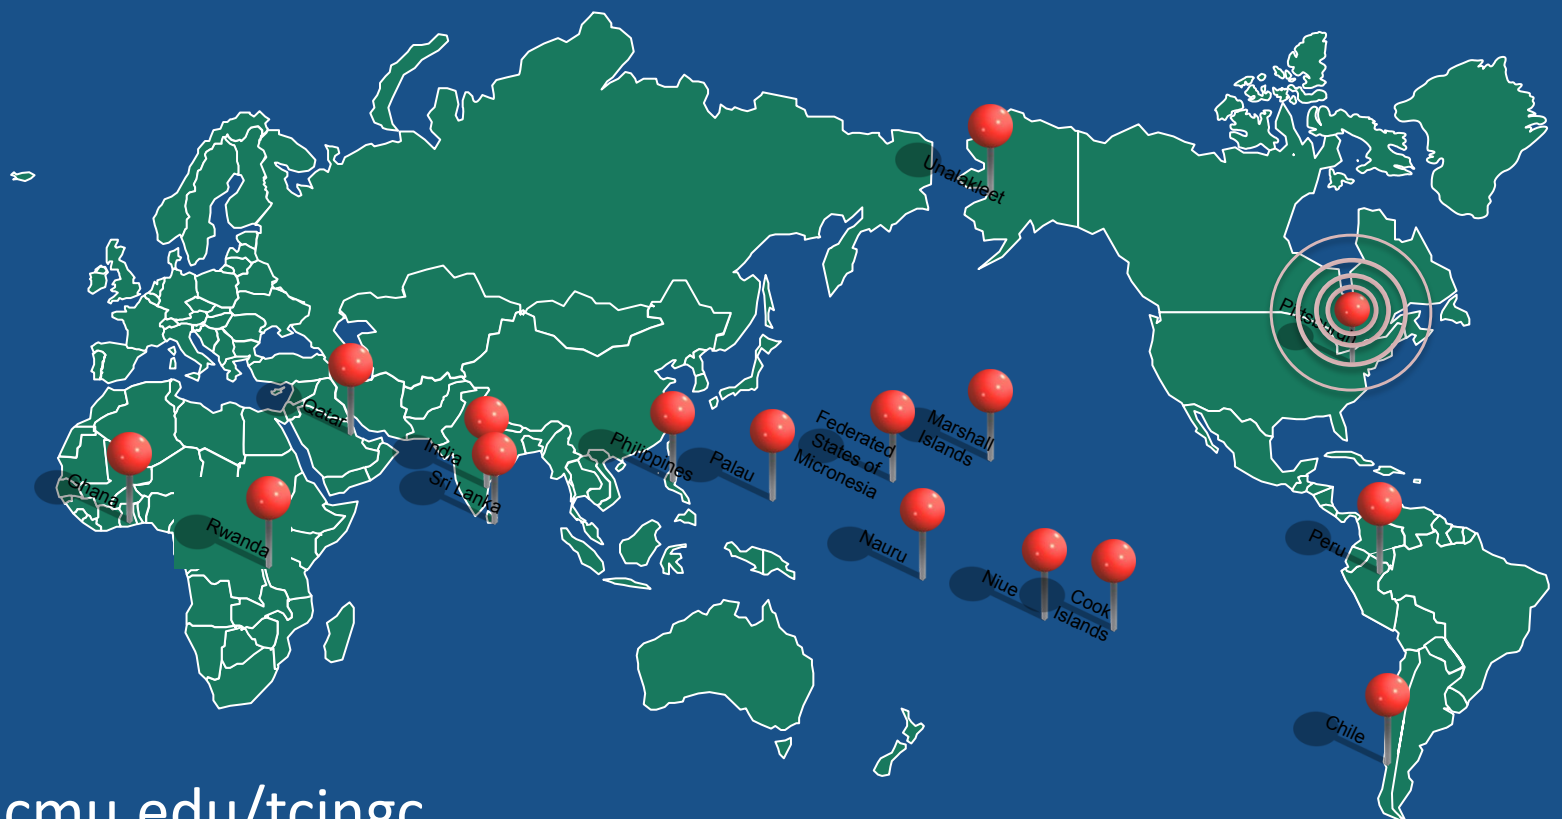 Unalakleet
Pittsburgh
Qatar
India
Sri Lanka
Philippines
Palau
Federated
States of
Micronesia
Marshall
Islands
Ghana
Rwanda
Nauru
Niue
Cook
Islands
Peru
Chile
cmu.edu/tcingc